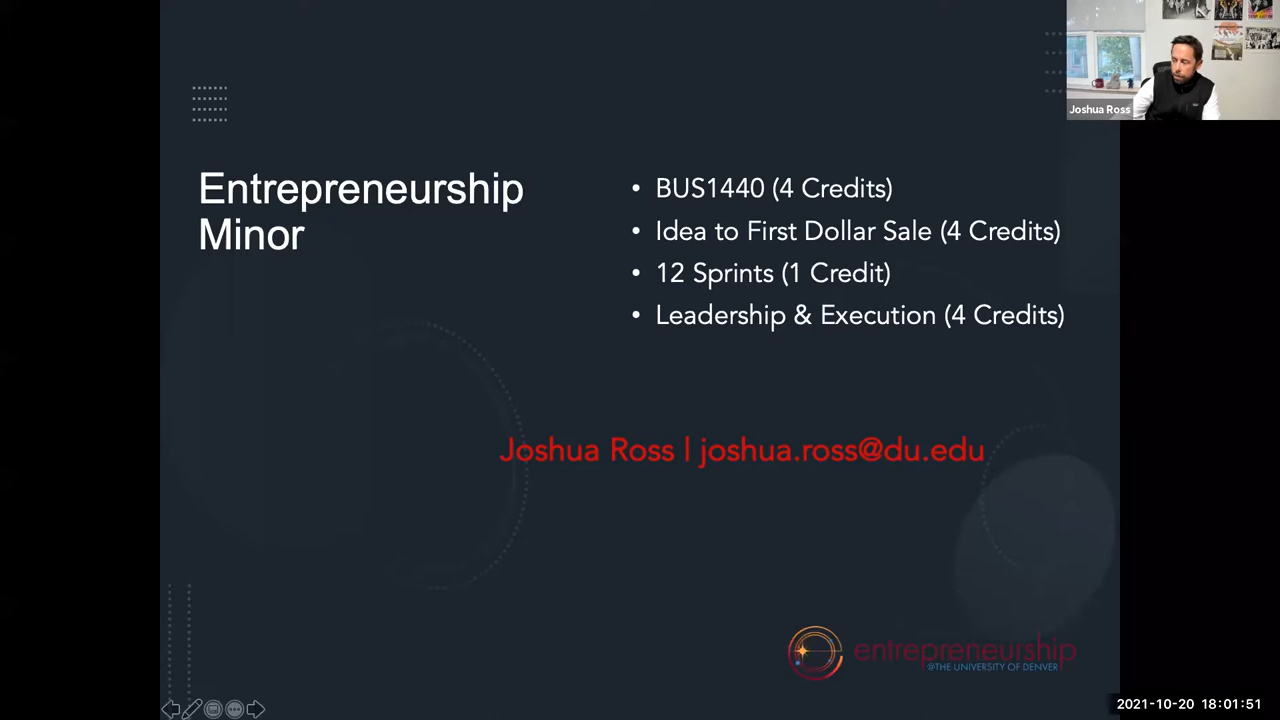 Entrepreneurship
Minor
• BUS1440 (4 Credits)
• Idea to First Dollar Sale (4 Credits)
• 12 Sprints (1 Credit)
• Leadership & Execution (4 Credits)
Joshua Ross | joshua.ross@du.edu
entrepreneurship
@THE UNIVERSITY OF DENVER
Joshua Ross
2021-10-20 18:01:51